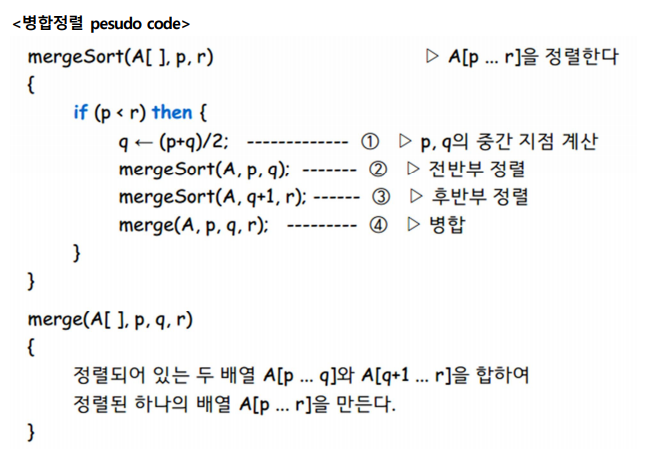 <병합정렬 pesudo code>
mergeSort(A[ ], p, r) ▷ A[p ... r]을 정렬한다
{
if (p < r) then {
q ← (p+q)/2; ------------- ① ▷ p, q의 중간 지점 계산
mergeSort(A, p, q); ------- ② ▷ 전반부 정렬
mergeSort(A, q+1, r); ------ ③ ▷ 후반부 정렬
merge(A, p, q, r); --------- ④ ▷ 병합
}
}
merge(A[ ], p, q, r)
{
정렬되어 있는 두 배열 A[p ... q]와 A[q+1 ... r]을 합하여
정렬된 하나의 배열 A[p ... r]을 만든다.
}